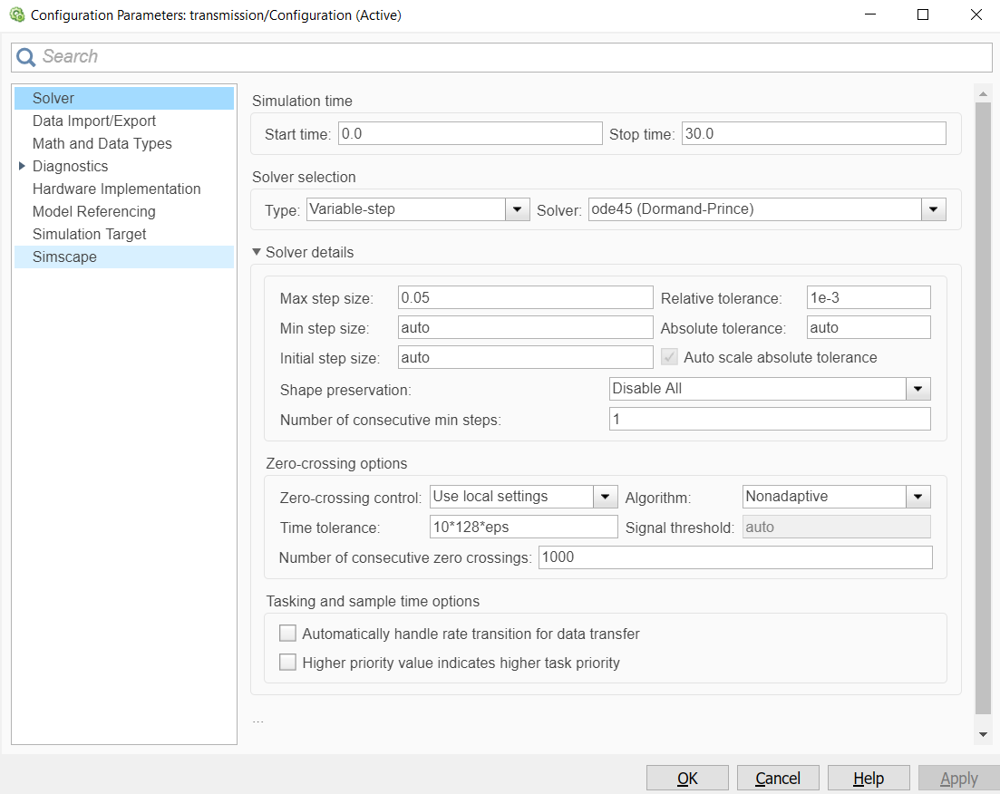 Configuration Parameters: transmission/Configuration (Active)
Search
Solver
Data Import/Export
Math and Data Types
Diagnostics
Hardware Implementation
Model Referencing
Simulation Target
Simscape
Simulation time
Start time: 0.0 Stop time: 30.0
Solver selection
Type: Variable-step Solver: ode45 (Dormand-Prince)
Solver details
Max step size: 0.05 Relative tolerance: 1e-3
Min step size: auto Absolute tolerance: auto
Initial step size: auto Auto scale absolute tolerance
Shape preservation: Disable All
Number of consecutive min steps: 1
Zero-crossing options
Zero-crossing control: Use local settings Algorithm: Nonadaptive
Time tolerance: 10*128*eps Signal threshold: auto
Number of consecutive zero crossings: 1000
Tasking and sample time options
Automatically handle rate transition for data transfer
Higher priority value indicates higher task priority
...
OK Cancel Help Apply